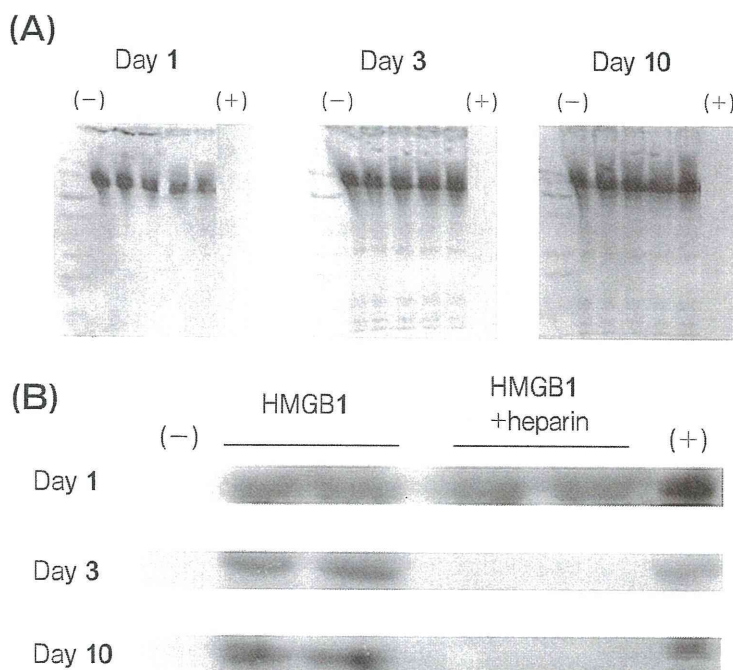 (A)
Day 1 Day 3 Day 10
(−) (+) (−) (+) (−) (+)
(B)
HMGB1
HMGB1
+heparin
(−) (+)
Day 1
Day 3
Day 10